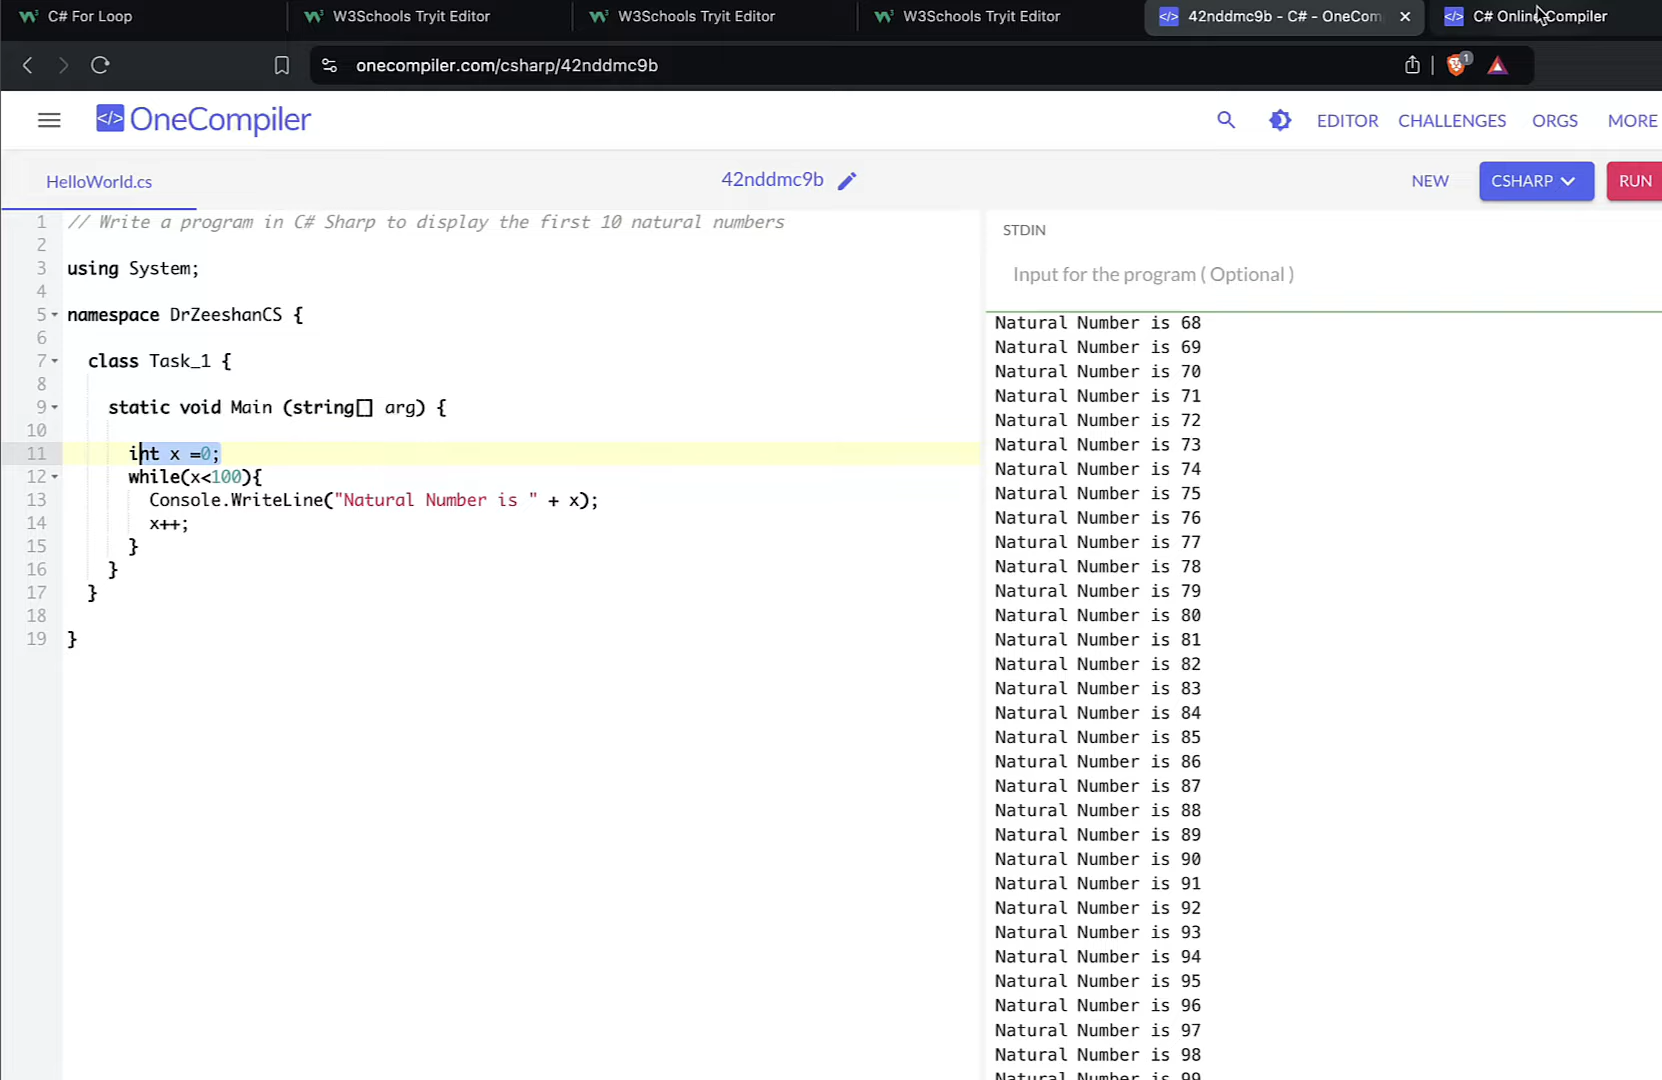 C# For Loop
W3Schools Tryit Editor
W3Schools Tryit Editor
W3Schools Tryit Editor
42nddmc9b - C# - OneCom
C# Online Compiler
onecompiler.com/csharp/42nddmc9b
1
OneCompiler
EDITOR
CHALLENGES
ORGS
MORE
HelloWorld.cs
42nddmc9b
NEW
CSHARP
RUN
1 // Write a program in C# Sharp to display the first 10 natural numbers
2
3 using System;
4
5 namespace DrZeeshanCS {
6
7 class Task_1 {
8
9 static void Main (string[] arg) {
10
11 int x =0;
12 while(x<100){
13 Console.WriteLine("Natural Number is " + x);
14 x++;
15 }
16 }
17 }
18
19 }
STDIN
Input for the program ( Optional )
Natural Number is 68
Natural Number is 69
Natural Number is 70
Natural Number is 71
Natural Number is 72
Natural Number is 73
Natural Number is 74
Natural Number is 75
Natural Number is 76
Natural Number is 77
Natural Number is 78
Natural Number is 79
Natural Number is 80
Natural Number is 81
Natural Number is 82
Natural Number is 83
Natural Number is 84
Natural Number is 85
Natural Number is 86
Natural Number is 87
Natural Number is 88
Natural Number is 89
Natural Number is 90
Natural Number is 91
Natural Number is 92
Natural Number is 93
Natural Number is 94
Natural Number is 95
Natural Number is 96
Natural Number is 97
Natural Number is 98
Natural Number is 99